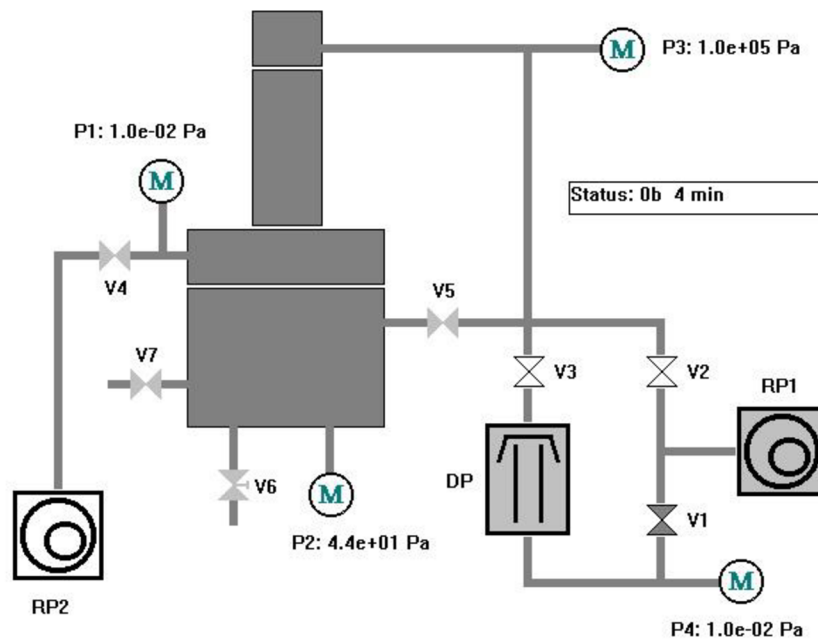 M
P3: 1.0e+05 Pa
P1: 1.0e-02 Pa
M
Status: 0b 4 min
V4
V5
V7
V3
V2
RP1
DP
V6
M
V1
P2: 4.4e+01 Pa
M
RP2
P4: 1.0e-02 Pa